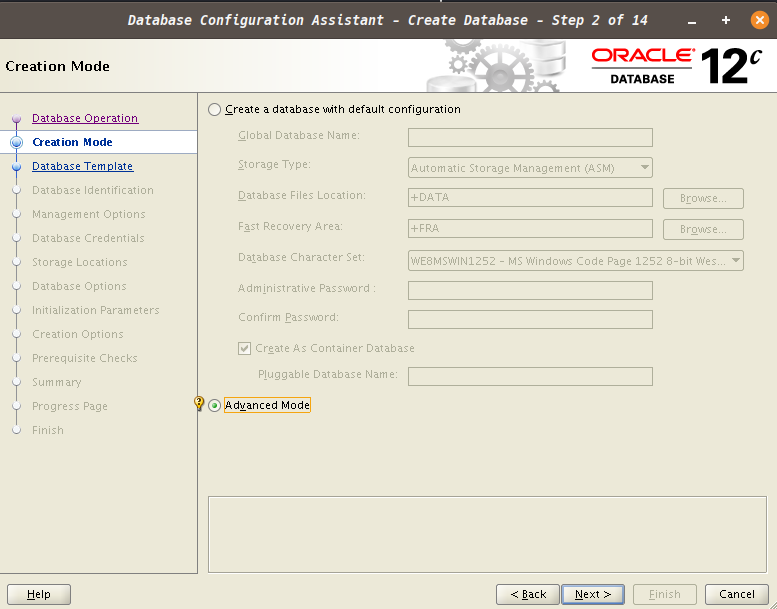 Database Configuration Assistant - Create Database - Step 2 of 14
Creation Mode
ORACLE
DATABASE
12c
Database Operation
Creation Mode
Database Template
Database Identification
Management Options
Database Credentials
Storage Locations
Database Options
Initialization Parameters
Creation Options
Prerequisite Checks
Summary
Progress Page
Finish
Create a database with default configuration
Global Database Name:
Storage Type: Automatic Storage Management (ASM)
Database Files Location: +DATA Browse...
Fast Recovery Area: +FRA Browse...
Database Character Set: WE8MSWIN1252 - MS Windows Code Page 1252 8-bit Wes...
Administrative Password :
Confirm Password:
Create As Container Database
Pluggable Database Name:
Advanced Mode
Help < Back Next > Finish Cancel